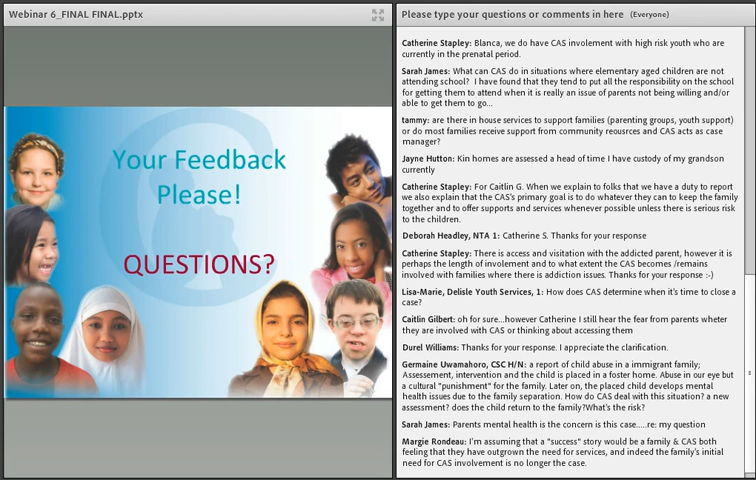 Webinar 6_FINAL FINAL.pptx
Your Feedback
Please!
QUESTIONS?
Please type your questions or comments in here (Everyone)
Catherine Stapley: Blanca, we do have CAS involement with high risk youth who are
currently in the prenatal period.
Sarah James: What can CAS do in situations where elementary aged children are not
attending school? I have found that they tend to put all the responsibility on the school
for getting them to attend when it is really an issue of parents not being willing and/or
able to get them to go...
tammy: are there in house services to support families (parenting groups, youth support)
or do most families receive support from community reousrces and CAS acts as case
manager?
Jayne Hutton: Kin homes are assessed a head of time I have custody of my grandson
currently
Catherine Stapley: For Caitlin G. When we explain to folks that we have a duty to report
we also explain that the CAS's primary goal is to do whatever they can to keep the family
together and to offer supports and services whenever possible unless there is serious risk
to the children.
Deborah Headley, NTA 1: Catherine S. Thanks for your response
Catherine Stapley: There is access and visitation with the addicted parent, however it is
perhaps the length of involement and to what extent the CAS becomes /remains
involved with families where there is addiction issues. Thanks for your response :-)
Lisa-Marie, Delisle Youth Services, 1: How does CAS determine when it's time to close a
case?
Caitlin Gilbert: oh for sure...however Catherine I still hear the fear from parents wheter
they are involved with CAS or thinking about accessing them
Durel Williams: Thanks for your response. I appreciate the clarification.
Germaine Uwamahoro, CSC H/N: a report of child abuse in a immigrant family;
Assessement, intervention and the child is placed in a foster home. Abuse in our eye but
a cultural "punishment" for the family. Later on, the placed child develops mental
health issues due to the family separation. How do CAS deal with this situation? a new
assessment? does the child return to the family?What's the risk?
Sarah James: Parents mental health is the concern is this case.....re: my question
Margie Rondeau: I'm assuming that a "success" story would be a family & CAS both
feeling that they have outgrown the need for services, and indeed the family's initial
need for CAS involvement is no longer the case.